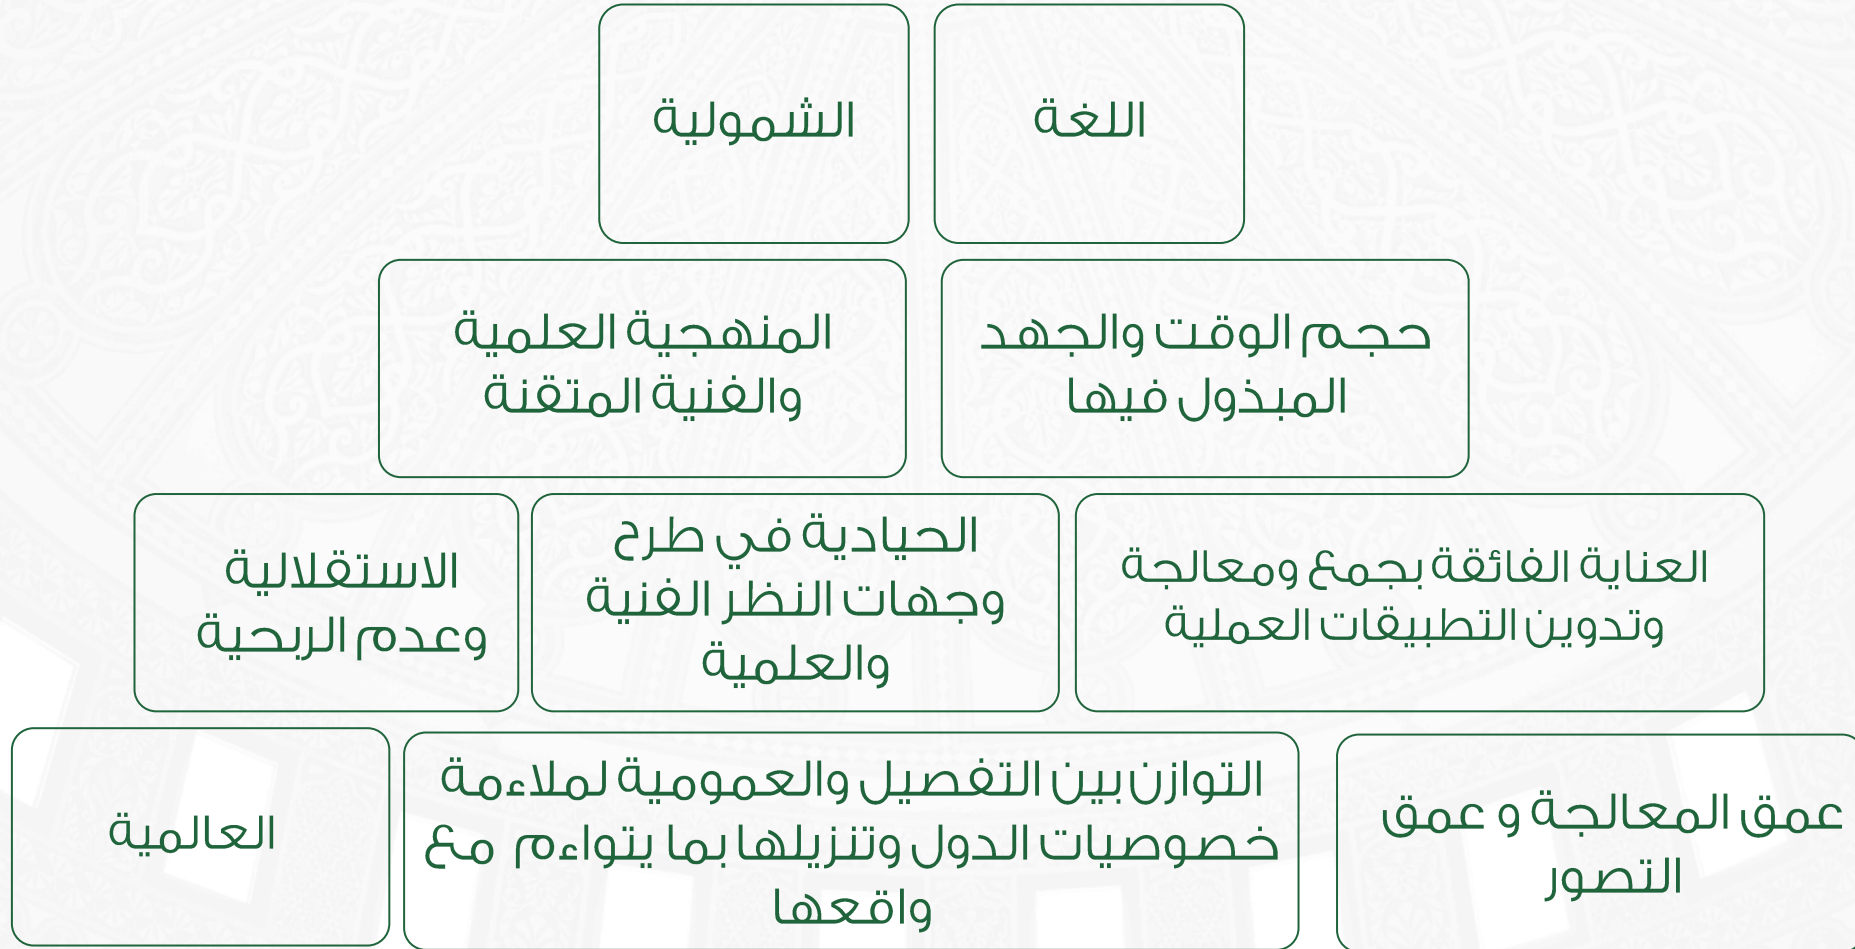 اللغة
الشمولية
حجم الوقت والجهد
المبذول فيها
المنهجية العلمية
والفنية المتقنة
العناية الفائقة بجمع ومعالجة
وتدوين التطبيقات العملية
الحيادية في طرح
وجهات النظر الفنية
والعلمية
الاستقلالية
وعدم الربحية
عمق المعالجة و عمق
التصور
التوازن بين التفصيل والعمومية لملاءمة
خصوصيات الدول وتنزيلها بما يتواءم مع
واقعها
العالمية